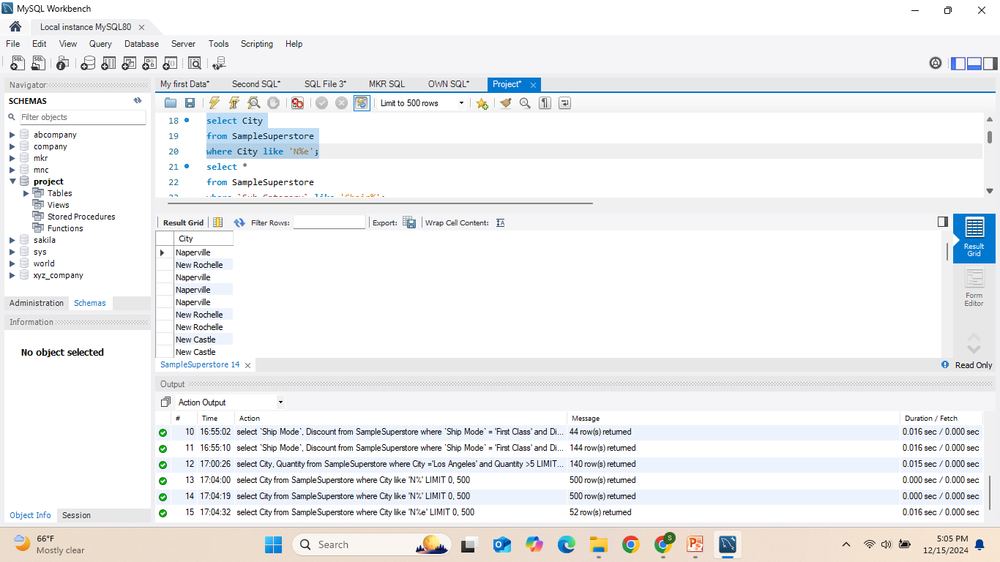 MySQL Workbench
Local instance MySQL80
File Edit View Query Database Server Tools Scripting Help
Navigator
SCHEMAS
Filter objects
abcompany
company
mkr
mnc
project
Tables
Views
Stored Procedures
Functions
sakila
sys
world
xyz_company
Administration Schemas
Information
No object selected
Object Info Session
My first Data* Second SQL* SQL File 3* MKR SQL OWN SQL* Project*
Limit to 500 rows
18 select City
19 from SampleSuperstore
20 where City like 'N%e';
21 select *
22 from SampleSuperstore
23 where `Sub Category` like 'Chair%';
Result Grid Filter Rows: Export: Wrap Cell Content:
City
Naperville
New Rochelle
Naperville
Naperville
Naperville
New Rochelle
New Rochelle
New Castle
New Castle
Result Grid
Form Editor
SampleSuperstore 14
Read Only
Output
Action Output
# Time Action Message Duration / Fetch
10 16:55:02 select `Ship Mode`, Discount from SampleSuperstore where `Ship Mode` = 'First Class' and Di... 44 row(s) returned 0.016 sec / 0.000 sec
11 16:55:10 select `Ship Mode`, Discount from SampleSuperstore where `Ship Mode` = 'First Class' and Di... 144 row(s) returned 0.016 sec / 0.000 sec
12 17:00:26 select City, Quantity from SampleSuperstore where City ='Los Angeles' and Quantity >5 LIMIT... 140 row(s) returned 0.015 sec / 0.000 sec
13 17:04:00 select City from SampleSuperstore where City like 'N%' LIMIT 0, 500 500 row(s) returned 0.000 sec / 0.000 sec
14 17:04:19 select City from SampleSuperstore where City like 'N%' LIMIT 0, 500 500 row(s) returned 0.000 sec / 0.000 sec
15 17:04:32 select City from SampleSuperstore where City like 'N%e' LIMIT 0, 500 52 row(s) returned 0.016 sec / 0.000 sec
66°F
Mostly clear
Search
5:05 PM
12/15/2024